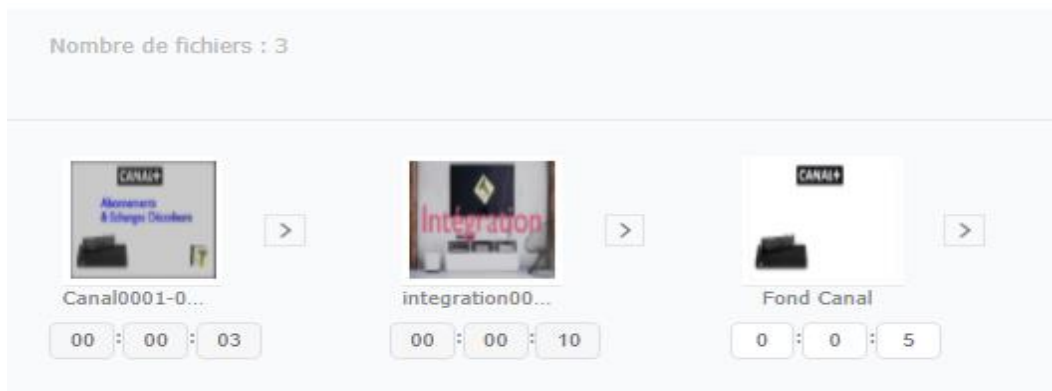 Nombre de fichiers : 3
CANAL+
Abonnements
& Echanges Décodeurs
Intégration
CANAL+
>
>
>
Canal0001-0...
integration00...
Fond Canal
00 : 00 : 03
00 : 00 : 10
0 : 0 : 5